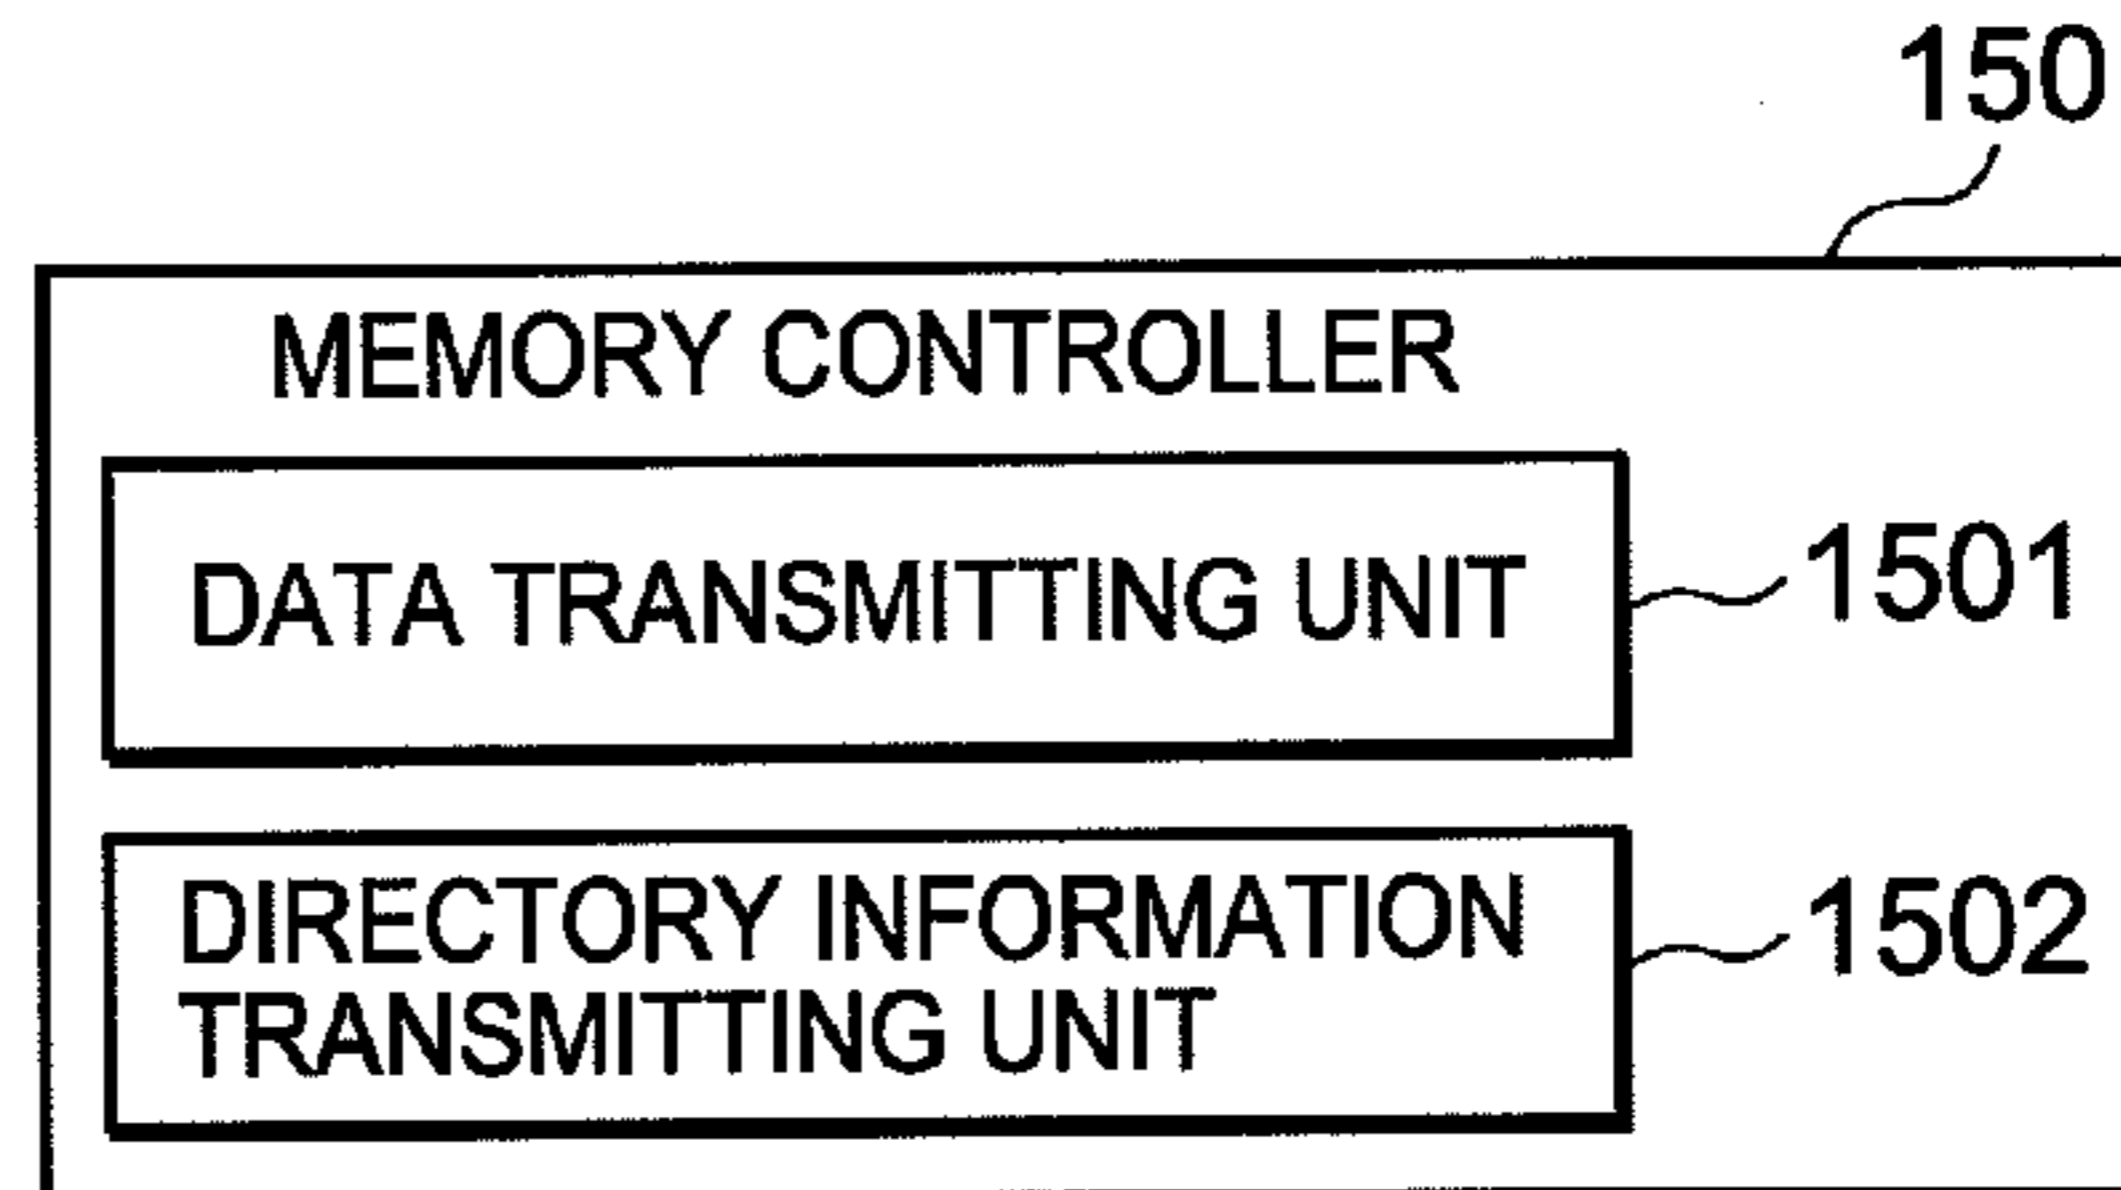 150
MEMORY CONTROLLER
DATA TRANSMITTING UNIT
1501
DIRECTORY INFORMATION
1502
TRANSMITTING UNIT